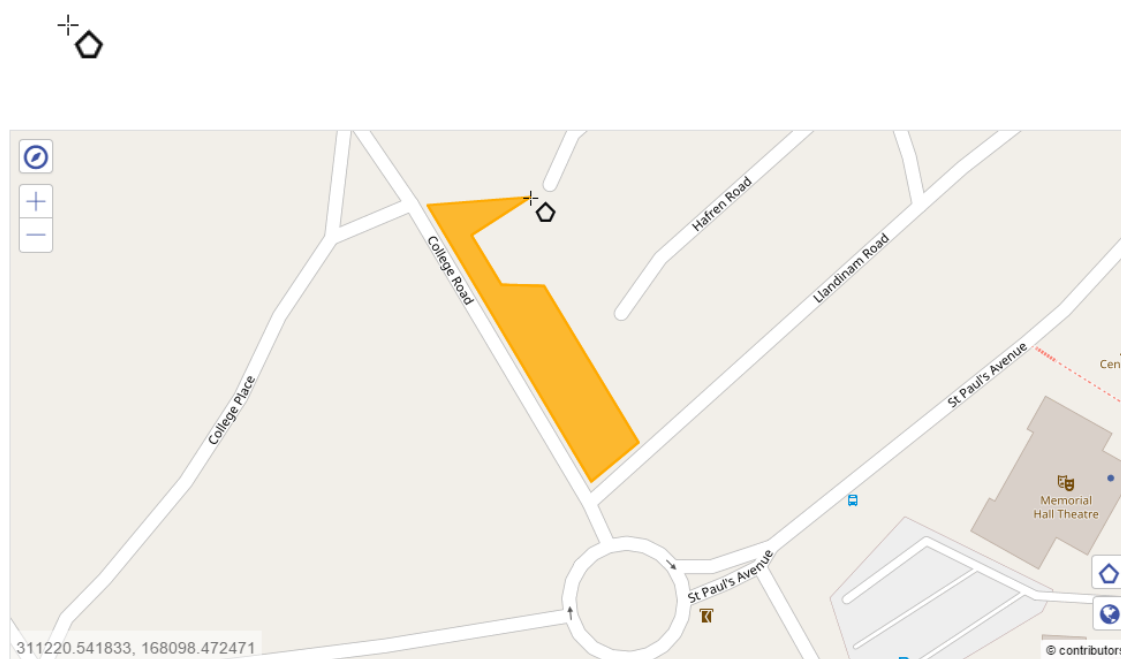 Hafren Road
College Road
Llandinam Road
St Paul's Avenue
Cen
College Place
Memorial
Hall Theatre
St Paul's Avenue
311220.541833, 168098.472471
© contributors